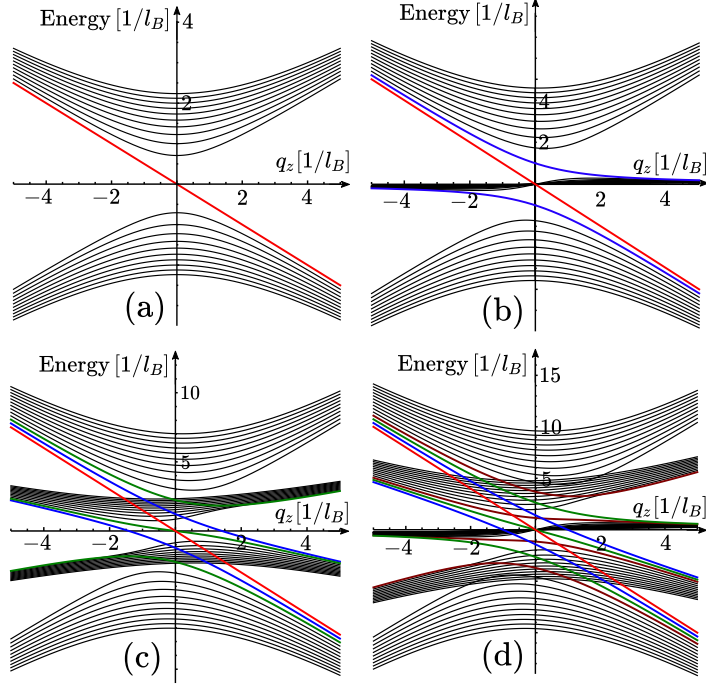 Energy [1/l_B]
4
2
q_z[1/l_B]
−4 −2 2 4
(a)
Energy [1/l_B]
4
2
q_z[1/l_B]
−4 −2 2 4
(b)
Energy [1/l_B]
10
5
q_z[1/l_B]
−4 −2 2 4
(c)
Energy [1/l_B]
15
10
5
q_z[1/l_B]
−4 −2 2 4
(d)